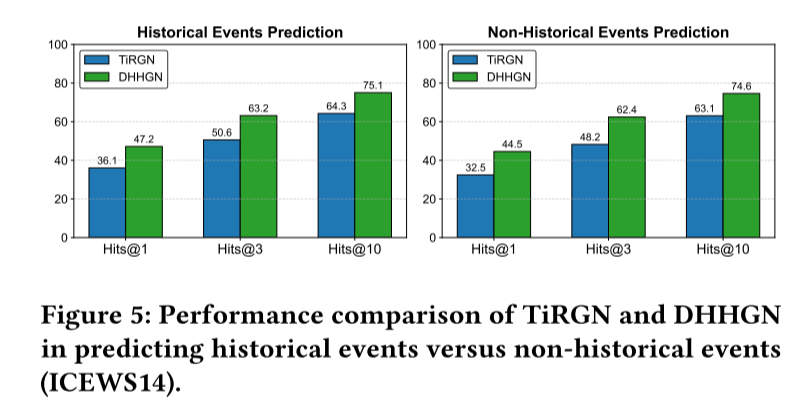 Historical Events Prediction
100
80
60
40
20
0
TiRGN
DHHGN
36.1
47.2
50.6
63.2
64.3
75.1
Hits@1
Hits@3
Hits@10
Non-Historical Events Prediction
100
80
60
40
20
0
TiRGN
DHHGN
32.5
44.5
48.2
62.4
63.1
74.6
Hits@1
Hits@3
Hits@10
Figure 5: Performance comparison of TiRGN and DHHGN
in predicting historical events versus non-historical events
(ICEWS14).